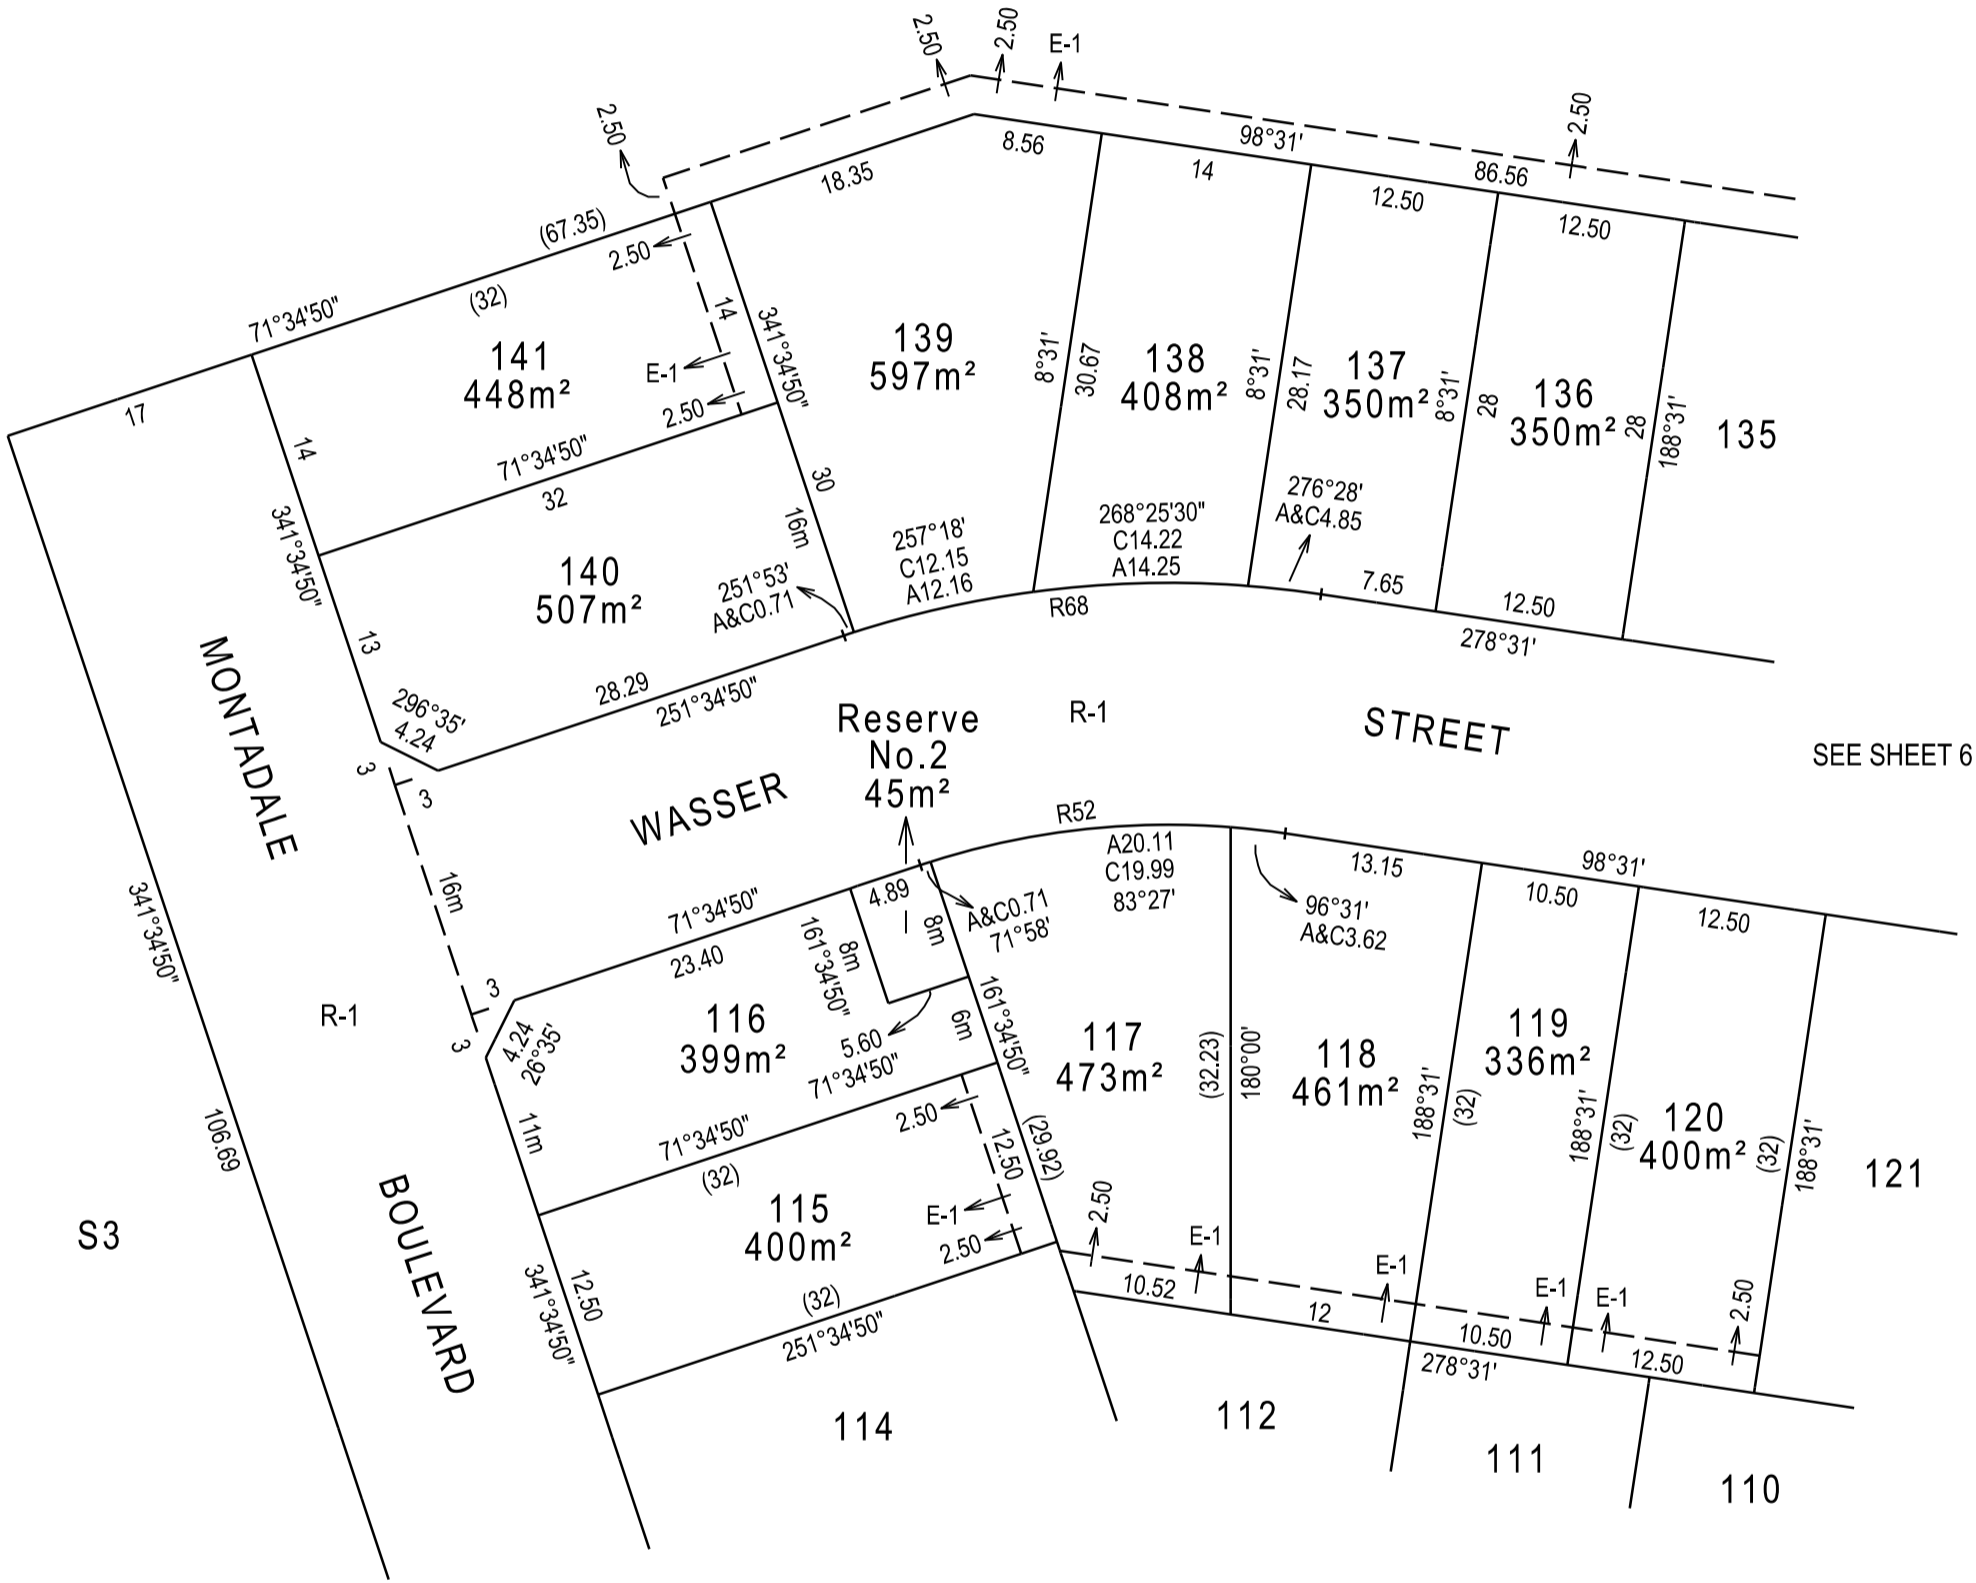 2.50
2.50
E-1
2.50
2.50
98°31'
86.56
8.56
14
12.50
12.50
18.35
(67.35)
2.50
71°34'50"
(32)
17
141
448m²
E-1
2.50
14
341°34'50"
139
597m²
8°31'
30.67
138
408m²
8°31'
28.17
137
350m²
8°31'
28
136
350m²
28
188°31'
135
14
341°34'50"
71°34'50"
32
30
16m
140
507m²
251°53'
A&C0.71
257°18'
C12.15
A12.16
268°25'30"
C14.22
A14.25
276°28'
A&C4.85
R68
7.65
12.50
278°31'
13
296°35'
4.24
28.29
251°34'50"
MONTADALE
BOULEVARD
WASSER
STREET
R-1
SEE SHEET 6
Reserve
No.2
45m²
3
3
16m
3
3
341°34'50"
106.69
R-1
S3
R52
A20.11
C19.99
83°27'
13.15
98°31'
10.50
12.50
96°31'
A&C3.62
A&C0.71
71°58'
71°34'50"
23.40
4.89
8m
8m
161°34'50"
161°34'50"
6m
5.60
71°34'50"
4.24
26°35'
116
399m²
11m
71°34'50"
(32)
115
400m²
2.50
12.50
E-1
2.50
(29.92)
(32)
251°34'50"
12.50
341°34'50"
117
473m²
(32.23)
180°00'
118
461m²
188°31'
(32)
119
336m²
188°31'
(32)
120
400m²
(32)
188°31'
121
2.50
E-1
E-1
E-1
E-1
2.50
10.52
12
10.50
12.50
278°31'
114
112
111
110